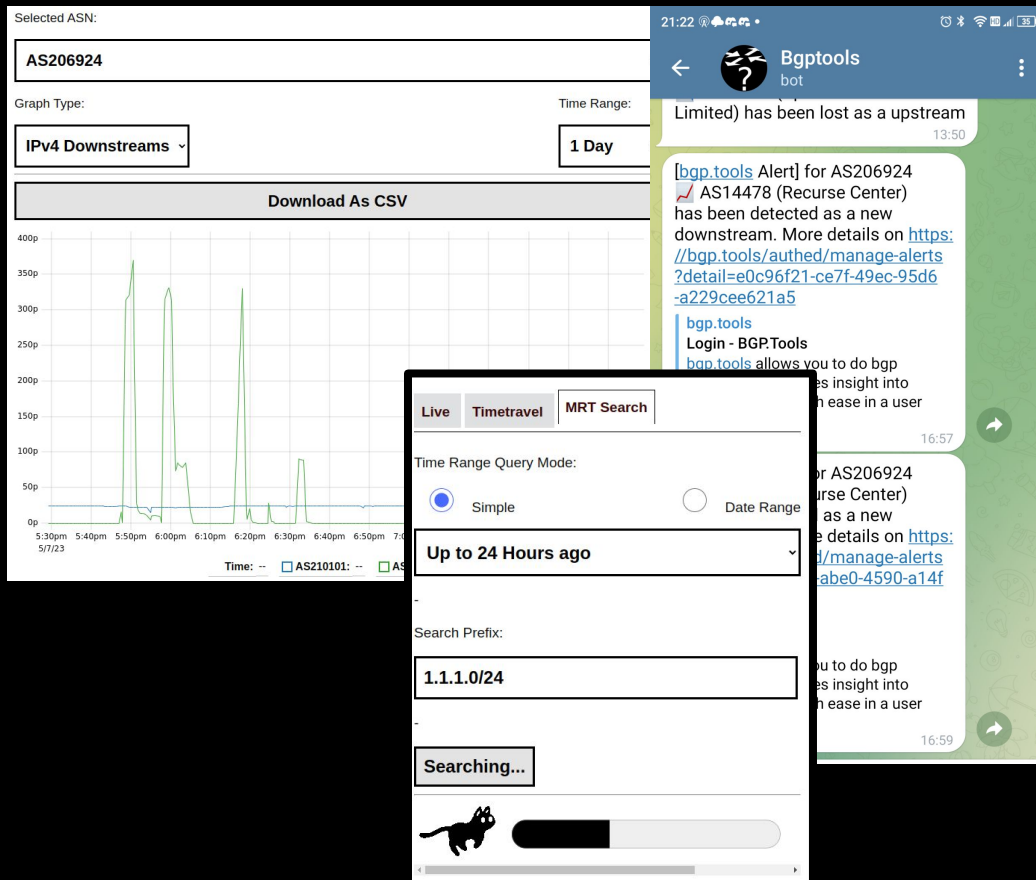 Selected ASN:
AS206924
Graph Type:
Time Range:
IPv4 Downstreams
1 Day
Download As CSV
400p
350p
300p
250p
200p
150p
100p
50p
0p
5:30pm 5:40pm 5:50pm 6:00pm 6:10pm 6:20pm 6:30pm 6:40pm 6:50pm
5/7/23
Time: -- AS210101: --
21:22
35
Bgptools
bot
Limited) has been lost as a upstream
13:50
[bgp.tools Alert] for AS206924
AS14478 (Recurse Center)
has been detected as a new
downstream. More details on https:
//bgp.tools/authed/manage-alerts
?detail=e0c96f21-ce7f-49ec-95d6
-a229cee621a5
bgp.tools
Login - BGP.Tools
bgp.tools allows you to do bgp
insight into
ease in a user
16:57
AS206924
Center)
as a new
details on https:
/manage-alerts
-abe0-4590-a14f
to do bgp
insight into
ease in a user
16:59
Live Timetravel MRT Search
Time Range Query Mode:
Simple Date Range
Up to 24 Hours ago
-
Search Prefix:
1.1.1.0/24
-
Searching...